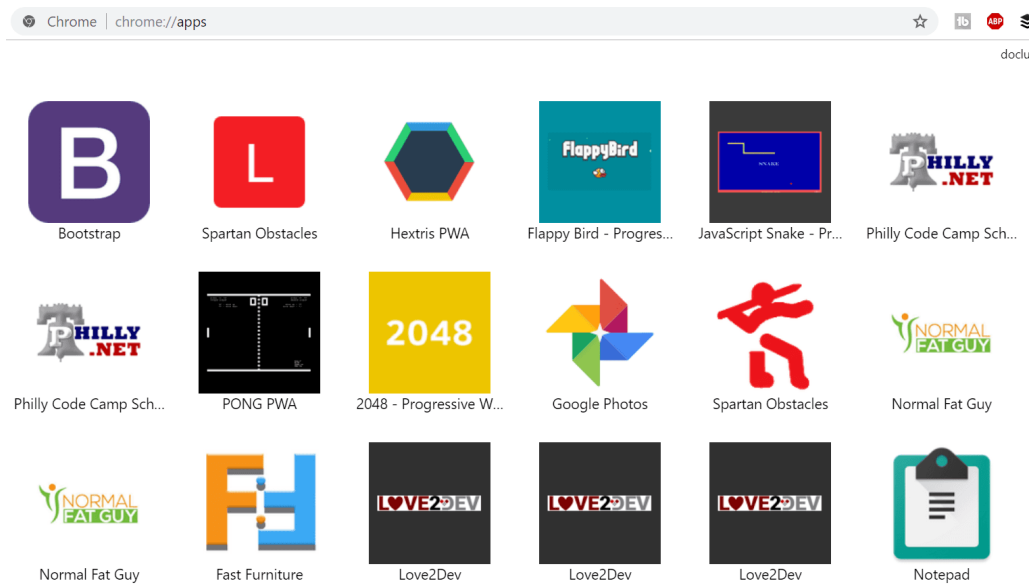 Chrome | chrome://apps
1b
ABP
doclu
B
L
FlappyBird
SNAKE
PHILLY
.NET
Bootstrap
Spartan Obstacles
Hextris PWA
Flappy Bird - Progres...
JavaScript Snake - Pr...
Philly Code Camp Sch...
PHILLY
.NET
0 0
2048
NORMAL
FAT GUY
Philly Code Camp Sch...
PONG PWA
2048 - Progressive W...
Google Photos
Spartan Obstacles
Normal Fat Guy
NORMAL
FAT GUY
FF
LOVE2DEV
LOVE2DEV
LOVE2DEV
Normal Fat Guy
Fast Furniture
Love2Dev
Love2Dev
Love2Dev
Notepad